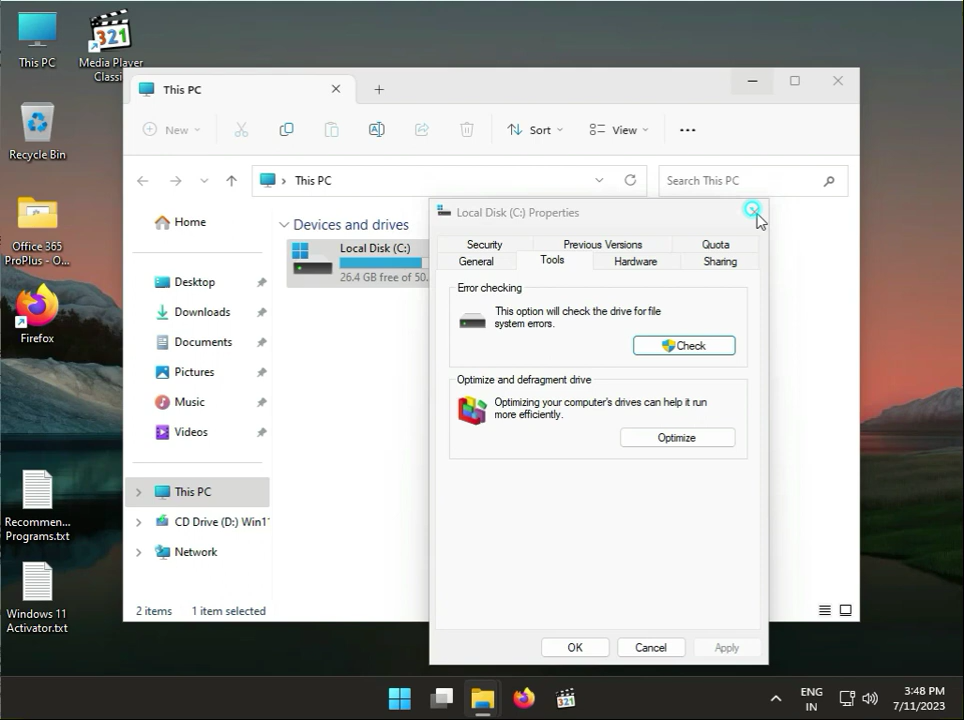 This PC
Media Player
Classi
Recycle Bin
Office 365
ProPlus - O...
Firefox
Recommen...
Programs.txt
Windows 11
Activator.txt
This PC
New
Sort
View
This PC
Search This PC
Home
Desktop
Downloads
Documents
Pictures
Music
Videos
This PC
CD Drive (D:) Win1
Network
2 items 1 item selected
Devices and drives
Local Disk (C:)
26.4 GB free of 50.
Local Disk (C:) Properties
Security Previous Versions Quota
General Tools Hardware Sharing
Error checking
This option will check the drive for file
system errors.
Check
Optimize and defragment drive
Optimizing your computer's drives can help it run
more efficiently.
Optimize
OK Cancel Apply
321
321
ENG
IN
3:48 PM
7/11/2023